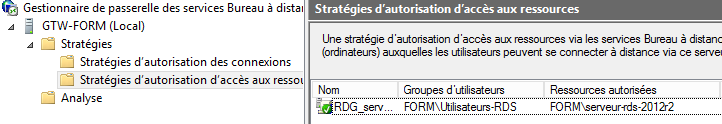 Gestionnaire de passerelle des services Bureau à dista
GTW-FORM (Local)
Stratégies
Stratégies d'autorisation des connexions
Stratégies d'autorisation d'accès aux ressou
Analyse
Stratégies d'autorisation d'accès aux ressources
Une stratégie d'autorisation d'accès aux ressources via les services Bureau à distanc
(ordinateurs) auxquelles les utilisateurs peuvent se connecter à distance via ce serve
Nom Groupes d'utilisateurs Ressources autorisées
RDG_serv... FORM\Utilisateurs-RDS FORM\serveur-rds-2012r2